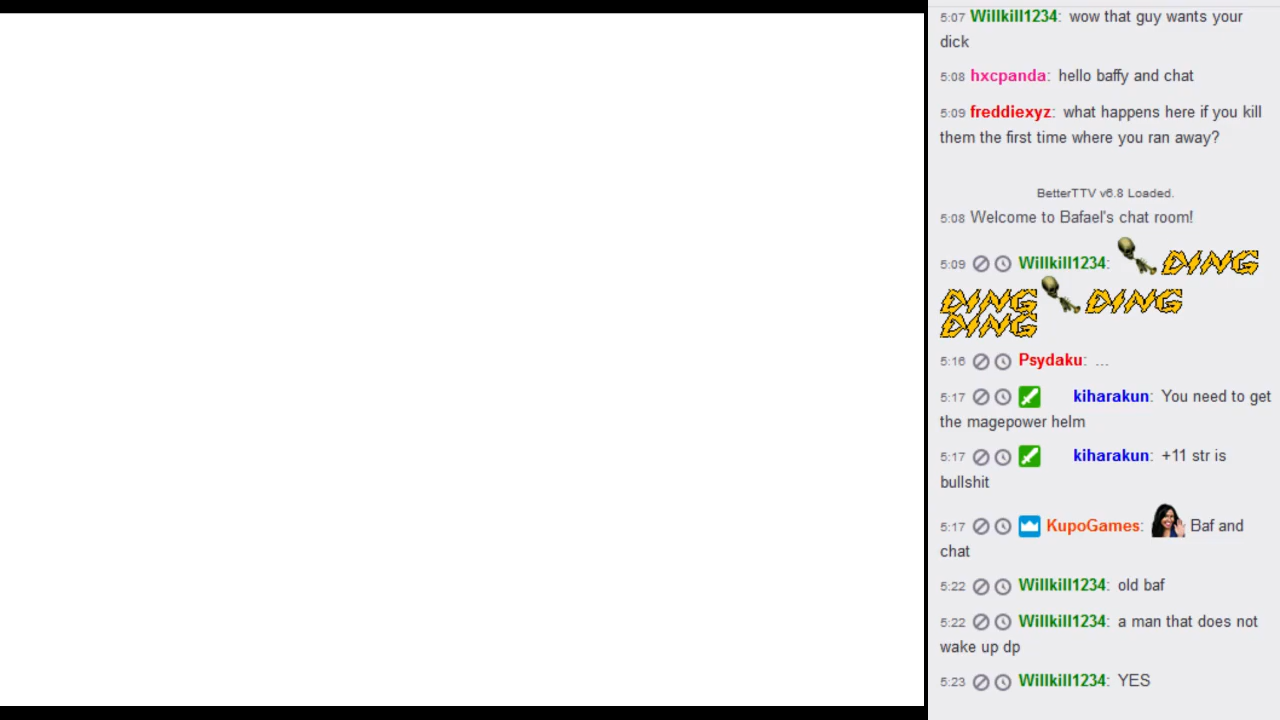 5:07 Willkill1234: wow that guy wants your
dick
5:08 hxcpanda: hello baffy and chat
5:09 freddiexyz: what happens here if you kill
them the first time where you ran away?
BetterTTV v6.8 Loaded.
5:08 Welcome to Bafael's chat room!
5:09 Willkill1234: DING
DING DING
DING
5:16 Psydaku: ...
5:17 kiharakun: You need to get
the magepower helm
5:17 kiharakun: +11 str is
bullshit
5:17 KupoGames: Baf and
chat
5:22 Willkill1234: old baf
5:22 Willkill1234: a man that does not
wake up dp
5:23 Willkill1234: YES